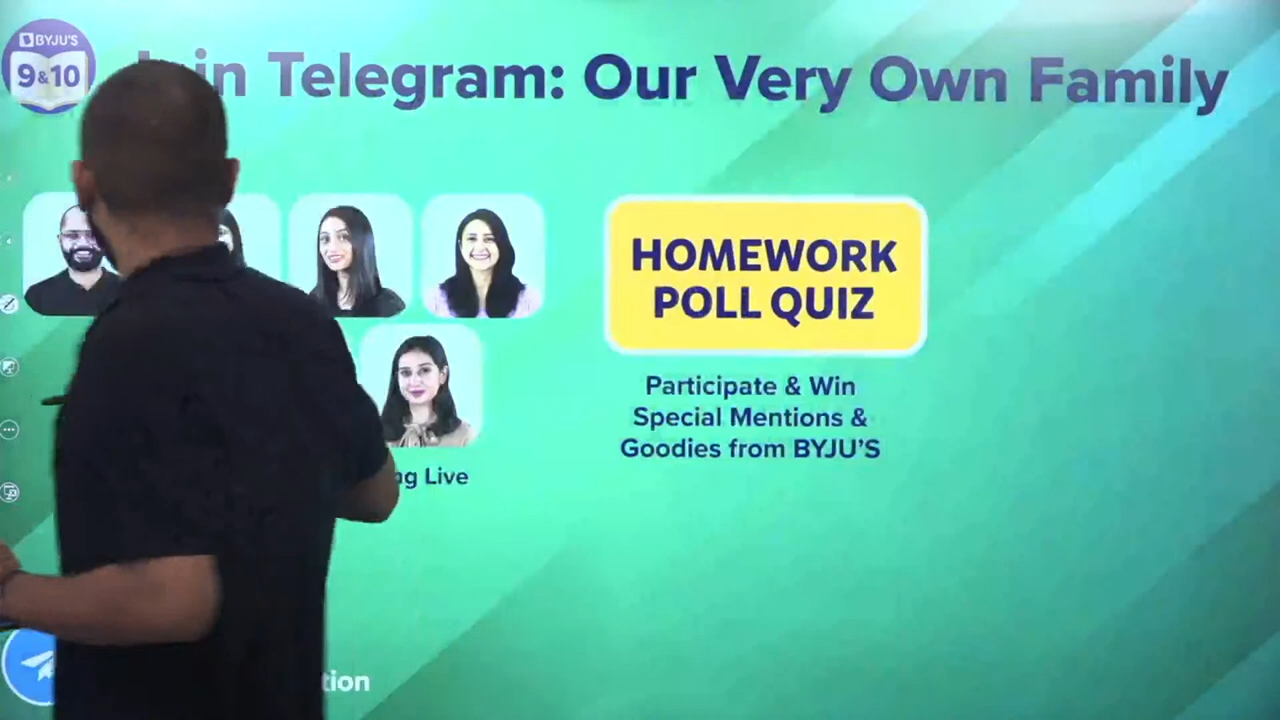 BYJU'S
9&10
Telegram: Our Very Own Family
HOMEWORK
POLL QUIZ
Participate & Win
Special Mentions &
Goodies from BYJU'S
Live